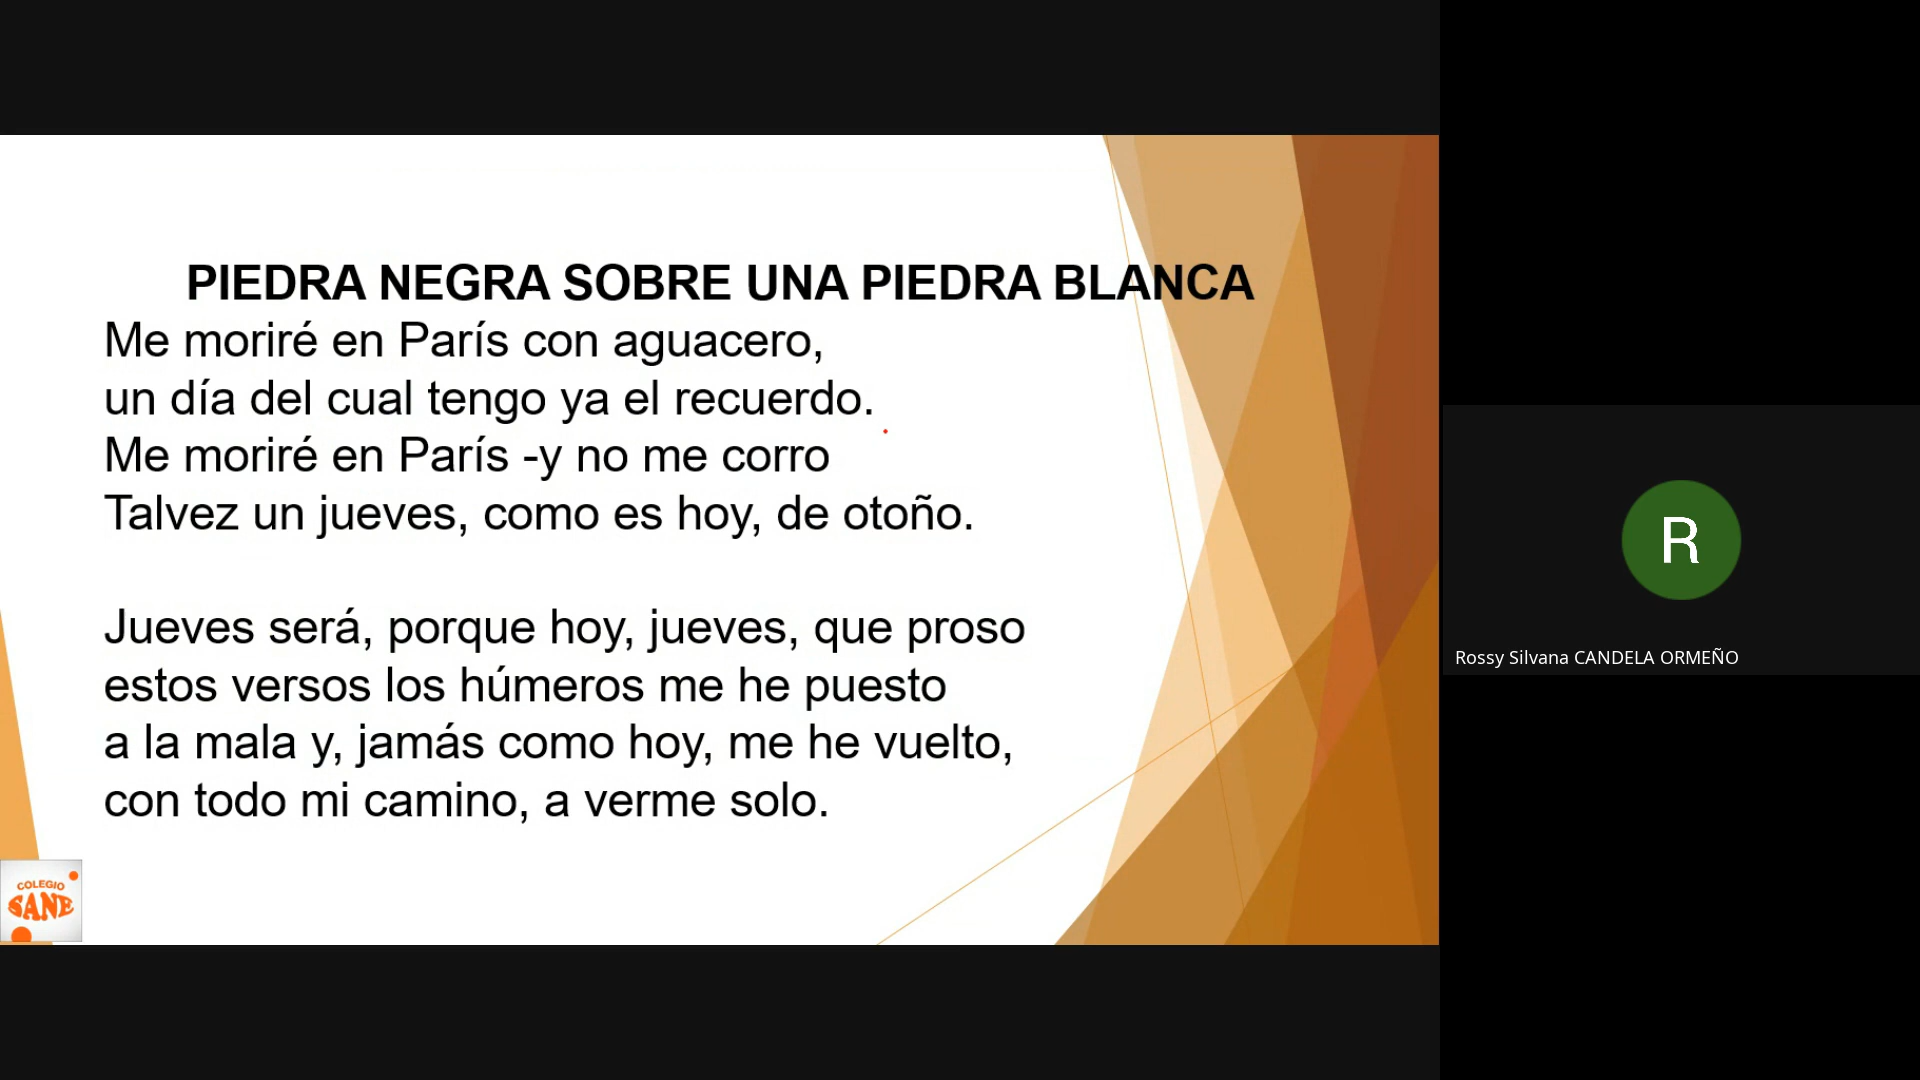 PIEDRA NEGRA SOBRE UNA PIEDRA BLANCA
Me moriré en París con aguacero,
un día del cual tengo ya el recuerdo.
Me moriré en París -y no me corro
Talvez un jueves, como es hoy, de otoño.
Jueves será, porque hoy, jueves, que proso
estos versos los húmeros me he puesto
a la mala y, jamás como hoy, me he vuelto,
con todo mi camino, a verme solo.
COLEGIO
SANE
R
Rossy Silvana CANDELA ORMEÑO